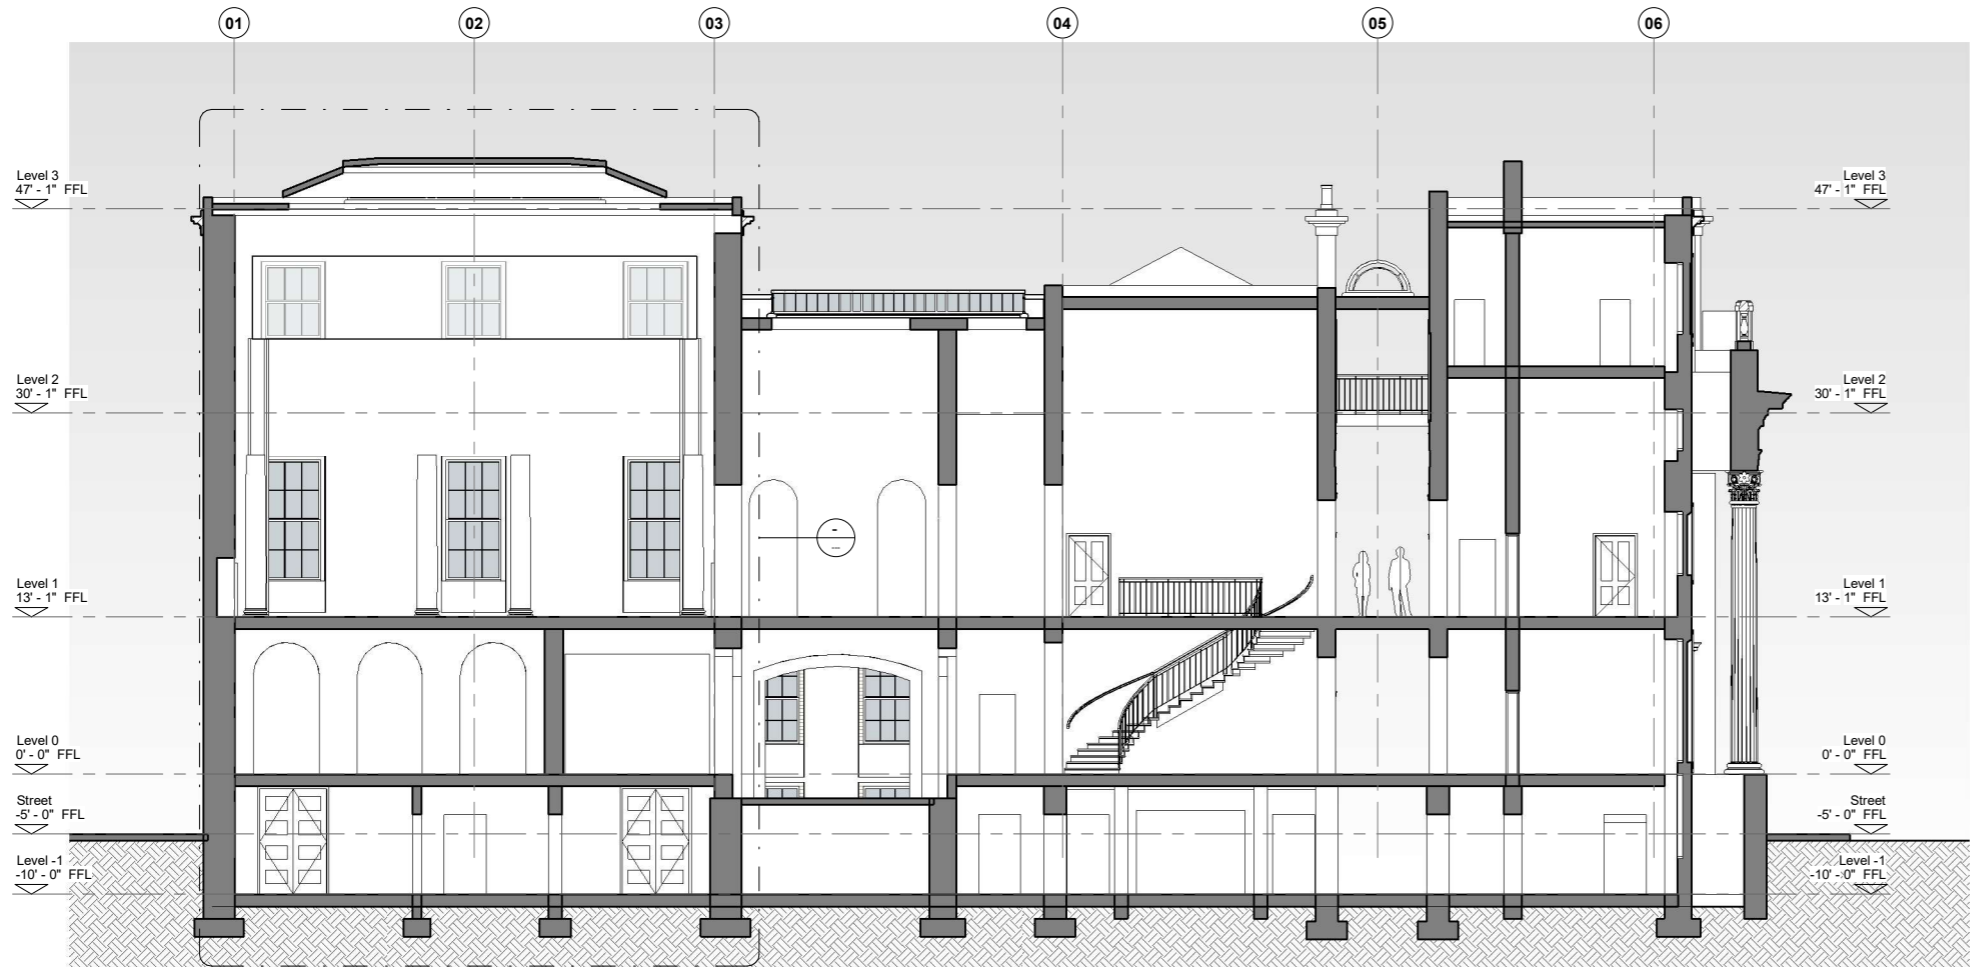 01
02
03
04
05
06
Level 3
47' - 1" FFL
Level 3
47' - 1" FFL
Level 2
30' - 1" FFL
Level 2
30' - 1" FFL
Level 1
13' - 1" FFL
Level 1
13' - 1" FFL
Level 0
0' - 0" FFL
Level 0
0' - 0" FFL
Street
-5' - 0" FFL
Street
-5' - 0" FFL
Level -1
-10' - 0" FFL
Level -1
-10' - 0" FFL